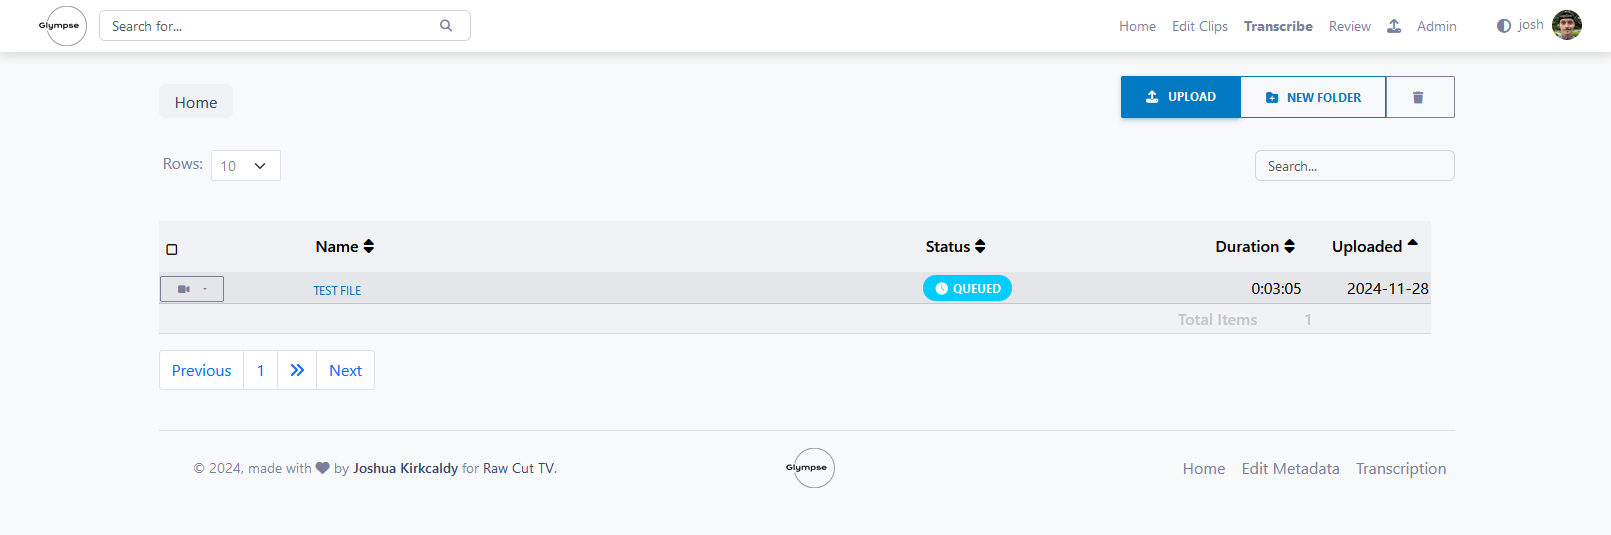 Glympse
Search for...
Home Edit Clips Transcribe Review Admin josh
Home
UPLOAD NEW FOLDER
Rows: 10
Search...
Name Status Duration Uploaded
TEST FILE QUEUED 0:03:05 2024-11-28
Total Items 1
Previous 1 » Next
© 2024, made with ♥ by Joshua Kirkcaldy for Raw Cut TV.
Glympse
Home Edit Metadata Transcription